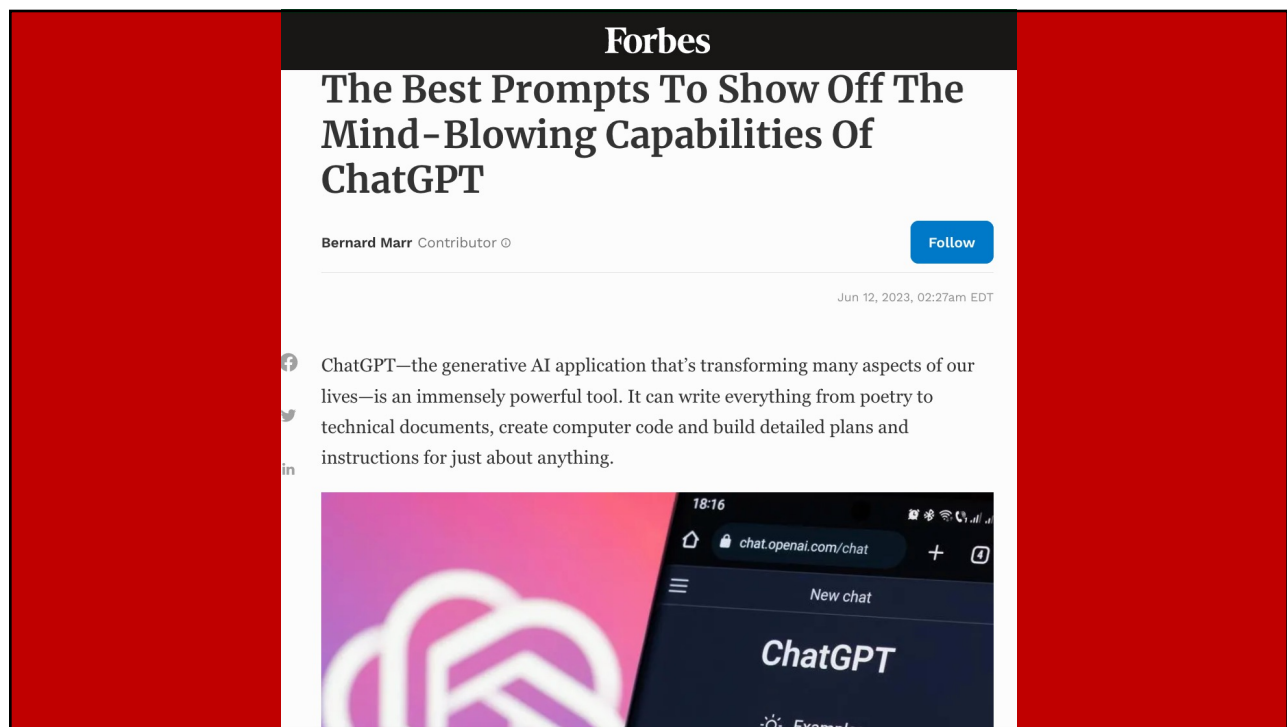 Forbes
The Best Prompts To Show Off The
Mind-Blowing Capabilities Of
ChatGPT
Bernard Marr Contributor
Follow
Jun 12, 2023, 02:27am EDT
ChatGPT—the generative AI application that’s transforming many aspects of our
lives—is an immensely powerful tool. It can write everything from poetry to
technical documents, create computer code and build detailed plans and
instructions for just about anything.
in
18:16
chat.openai.com/chat
4
New chat
ChatGPT